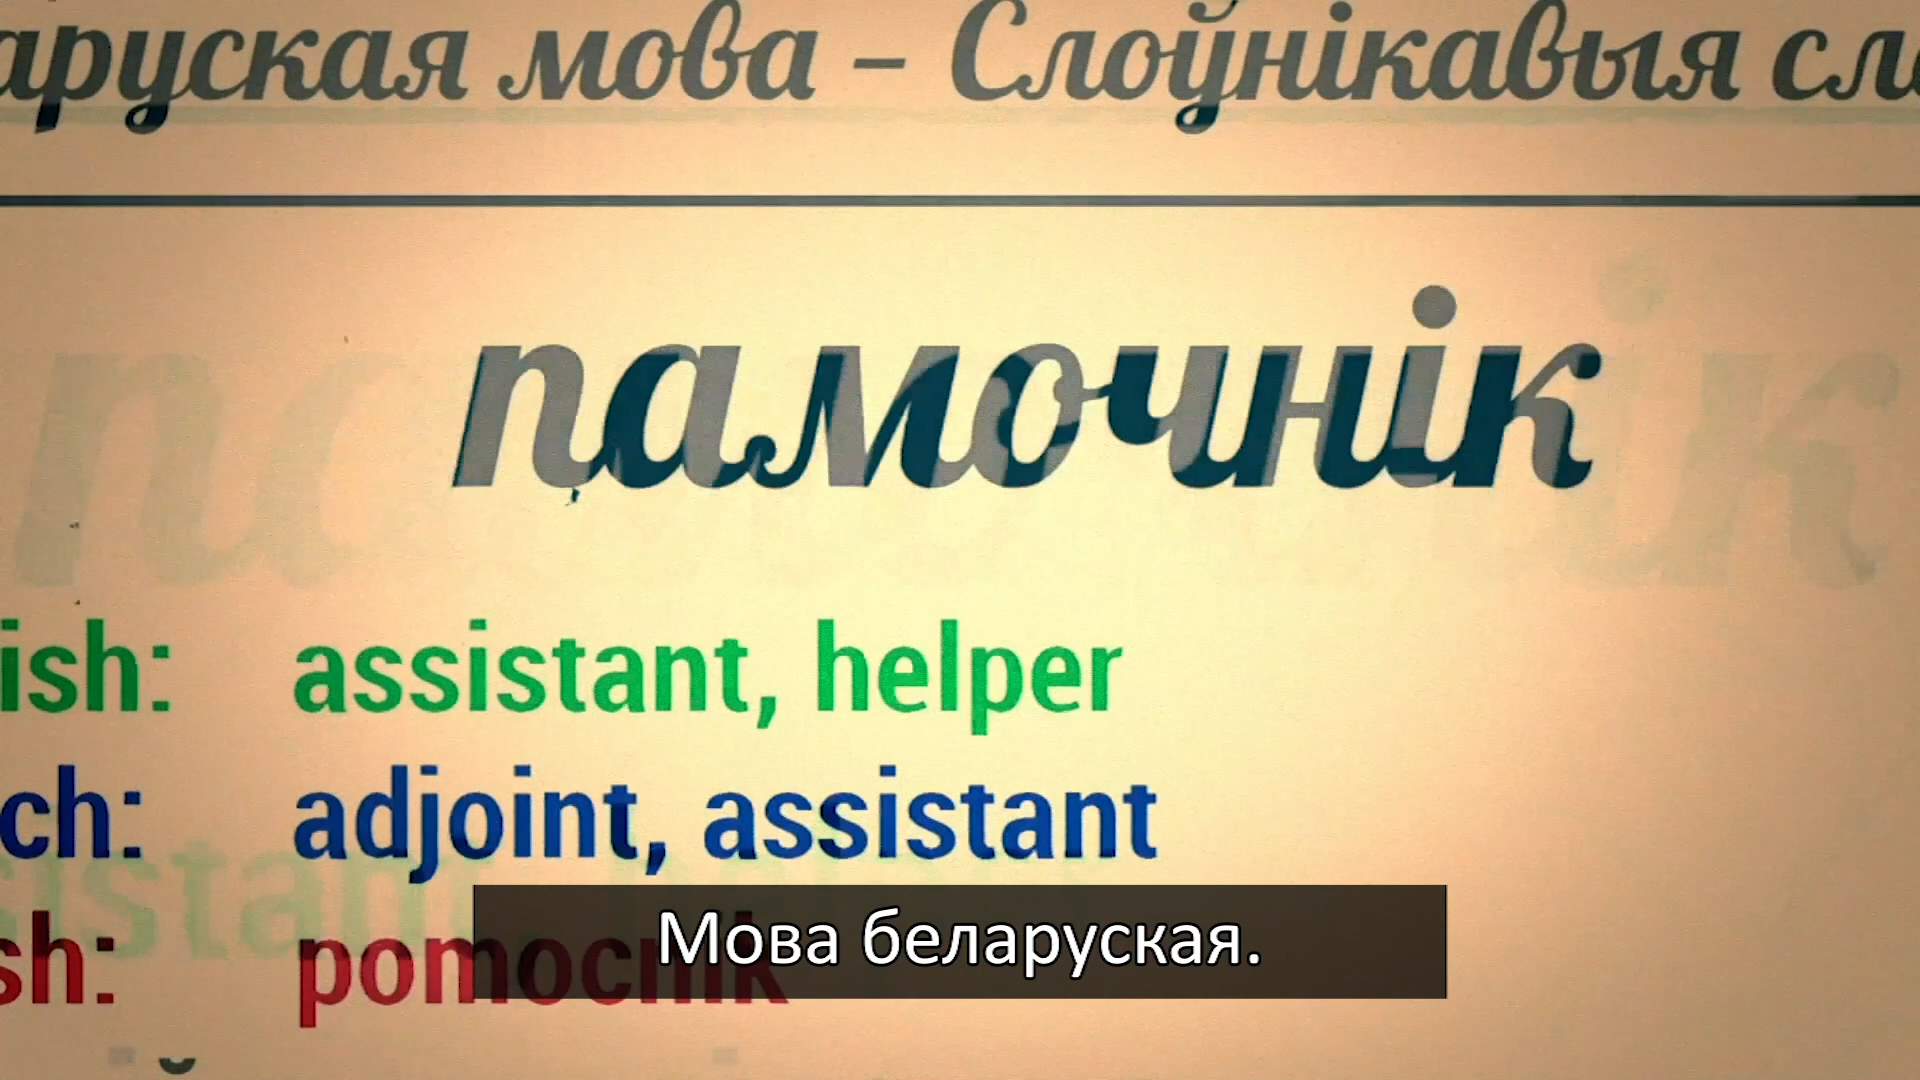 аруская мова – Слоўнікавыя сл
памочнік
ish: assistant, helper
ch: adjoint, assistant
sh: pomocnik
Мова беларуская.